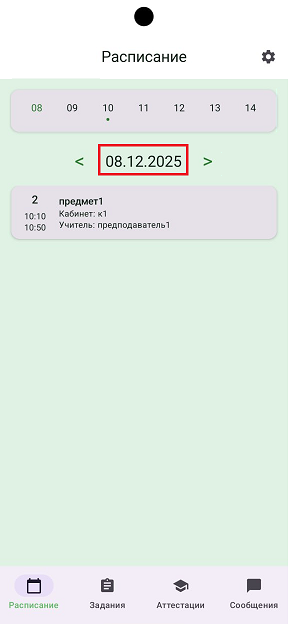 Расписание
08 09 10 11 12 13 14
< 08.12.2025 >
2 предмет1
10:10 Кабинет: к1
10:50 Учитель: предподаватель1
Расписание Задания Аттестации Сообщения